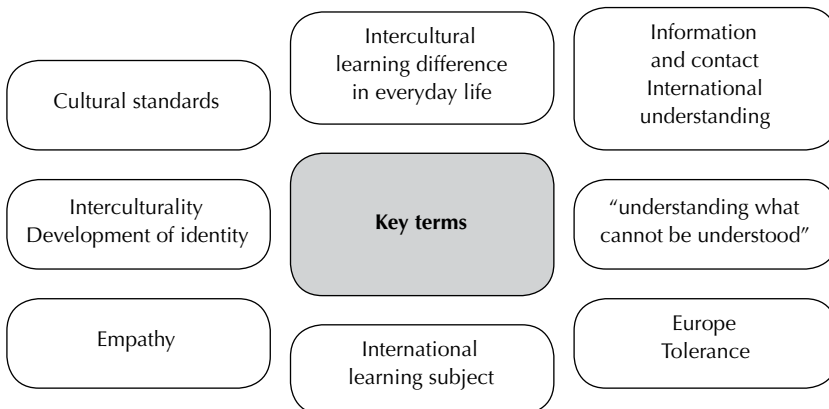 Cultural standards
Intercultural
learning difference
in everyday life
Information
and contact
International
understanding
Interculturality
Development of identity
Key terms
“understanding what
cannot be understood”
Empathy
International
learning subject
Europe
Tolerance